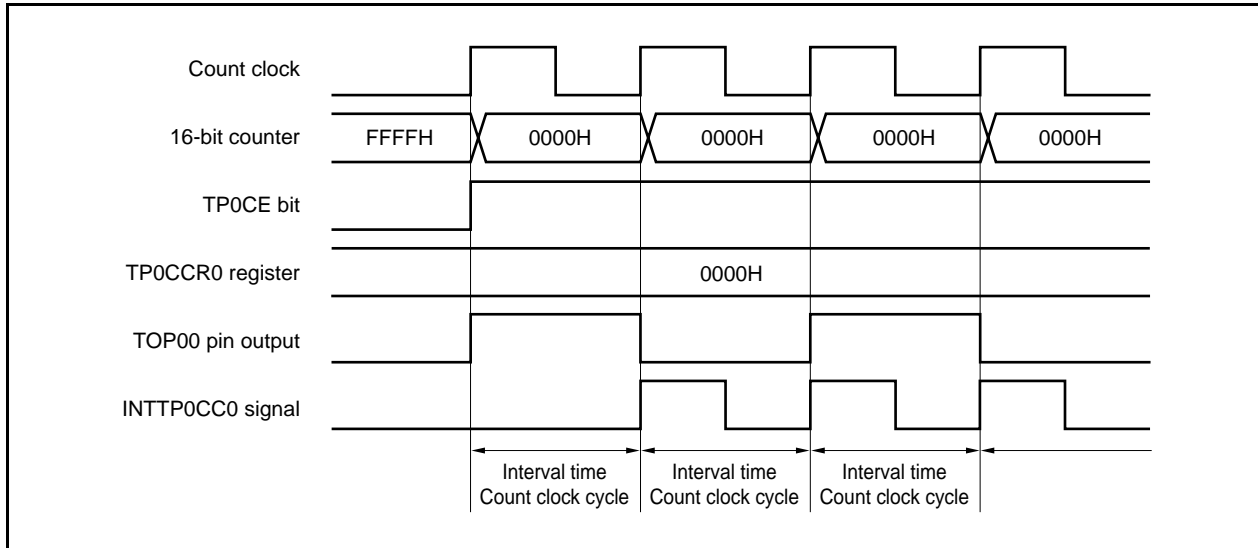 Count clock
16-bit counter FFFFH 0000H 0000H 0000H 0000H
TP0CE bit
TP0CCR0 register 0000H
TOP00 pin output
INTTP0CC0 signal
Interval time Interval time Interval time
Count clock cycle Count clock cycle Count clock cycle